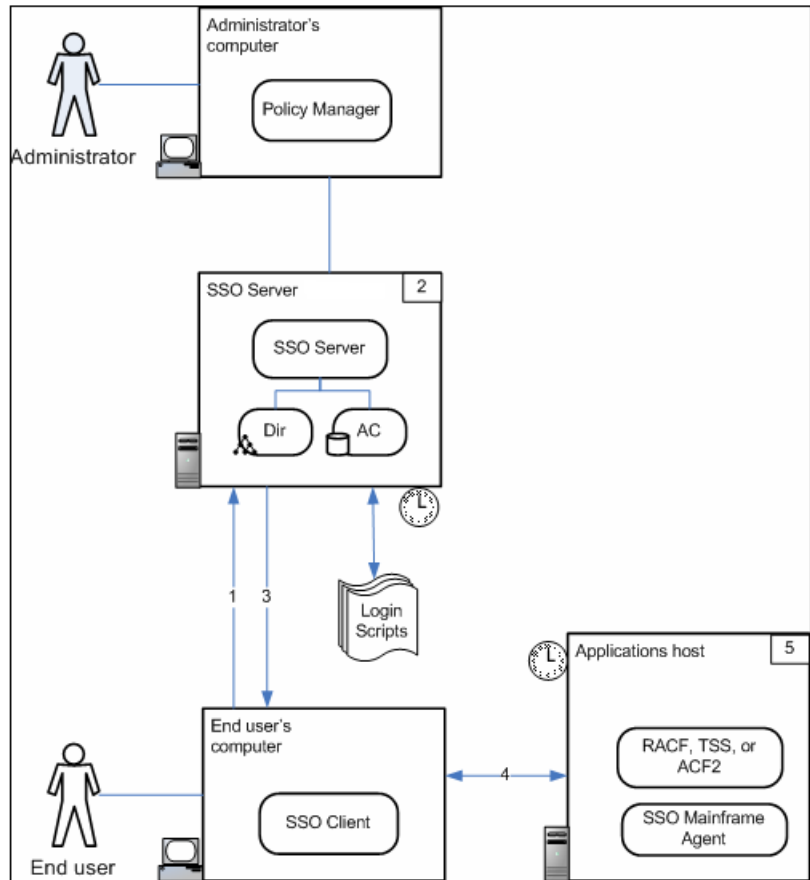 Administrator's
computer
Policy Manager
Administrator
SSO Server
2
SSO Server
Dir
AC
1
3
Login
Scripts
Applications host
5
End user's
computer
RACF, TSS, or
ACF2
4
SSO Client
SSO Mainframe
Agent
End user